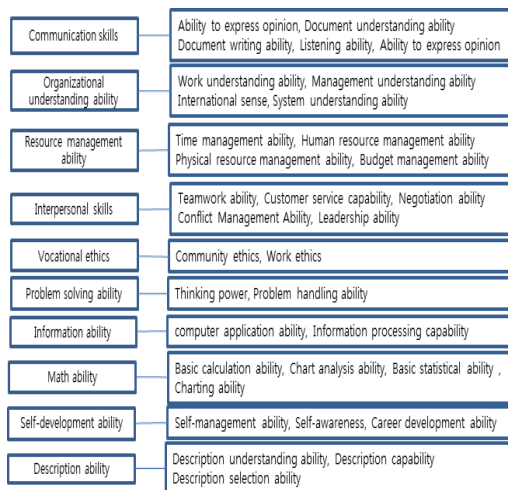 Communication skills
Ability to express opinion, Document understanding ability
Document writing ability, Listening ability, Ability to express opinion
Organizational
understanding ability
Work understanding ability, Management understanding ability
International sense, System understanding ability
Resource management
ability
Time management ability, Human resource management ability
Physical resource management ability, Budget management ability
Interpersonal skills
Teamwork ability, Customer service capability, Negotiation ability
Conflict Management Ability, Leadership ability
Vocational ethics
Community ethics, Work ethics
Problem solving ability
Thinking power, Problem handling ability
Information ability
computer application ability, Information processing capability
Math ability
Basic calculation ability, Chart analysis ability, Basic statistical ability ,
Charting ability
Self-development ability
Self-management ability, Self-awareness, Career development ability
Description ability
Description understanding ability, Description capability
Description selection ability